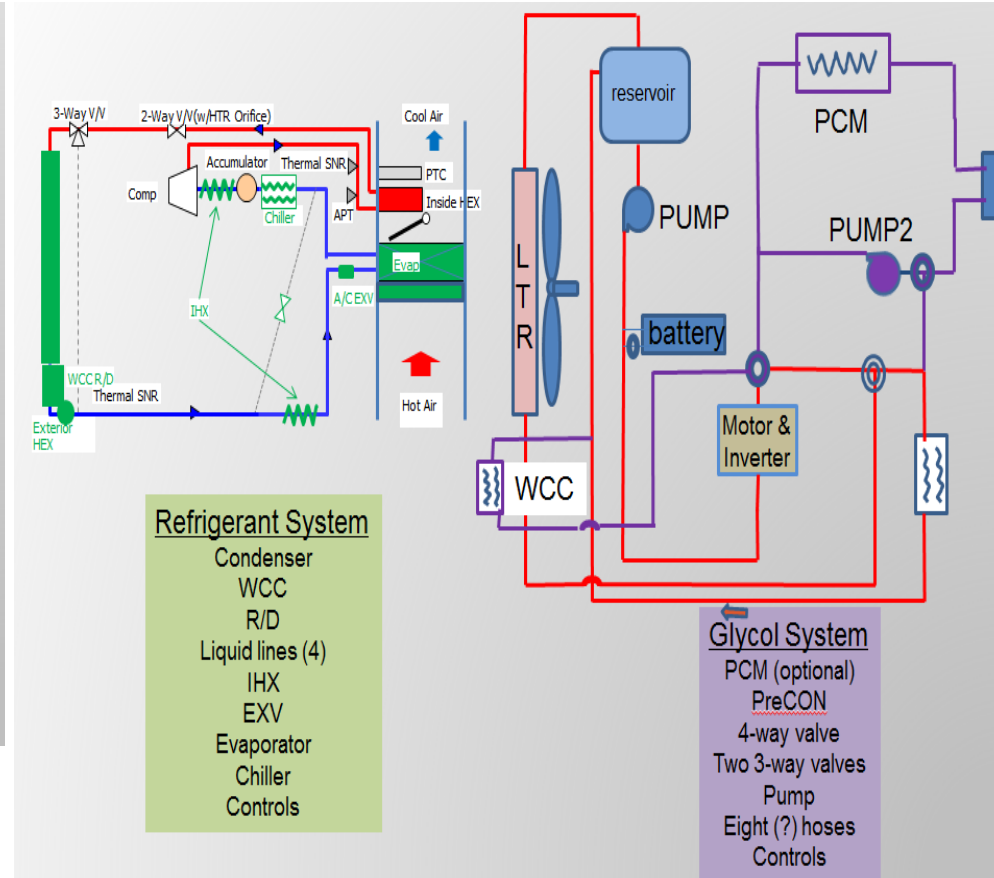 3-Way V/V
2-Way V/V(w/HTR Orifice)
Cool Air
Accumulator
Thermal SNR
PTC
Comp
Inside HEX
APT
Chiller
Evap
A/C EXV
IHX
WCC R/D
Thermal SNR
Exterior
HEX
Hot Air
reservoir
PCM
PUMP
PUMP2
L
T
R
battery
Motor &
Inverter
WCC
Refrigerant System
Condenser
WCC
R/D
Liquid lines (4)
IHX
EXV
Evaporator
Chiller
Controls
Glycol System
PCM (optional)
PreCON
4-way valve
Two 3-way valves
Pump
Eight (?) hoses
Controls